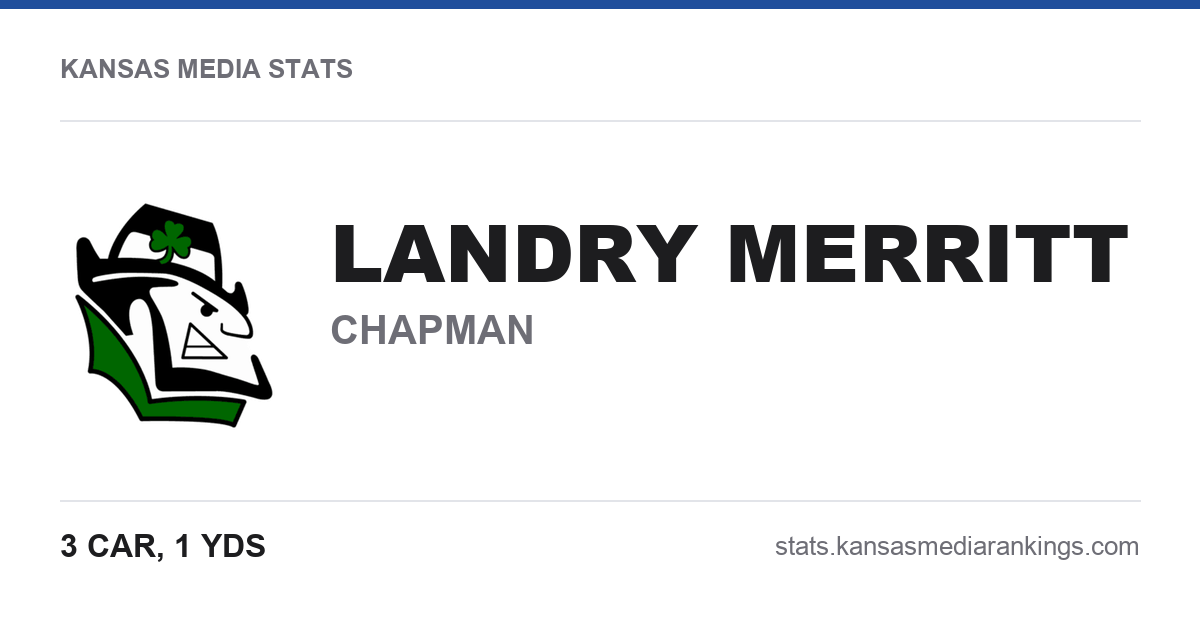 KANSAS MEDIA STATS
LANDRY MERRITT
CHAPMAN
3 CAR, 1 YDS
stats.kansasmediarankings.com